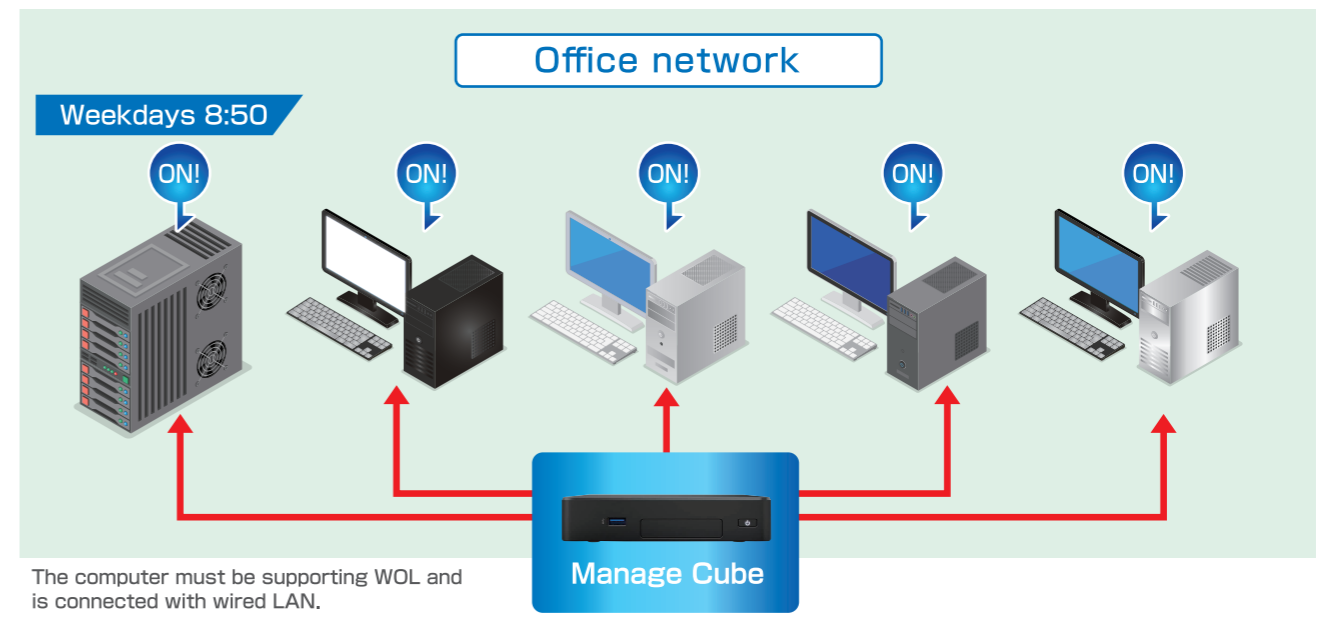 Office network
Weekdays 8:50
ON!
ON!
ON!
ON!
ON!
Manage Cube
The computer must be supporting WOL and
is connected with wired LAN.